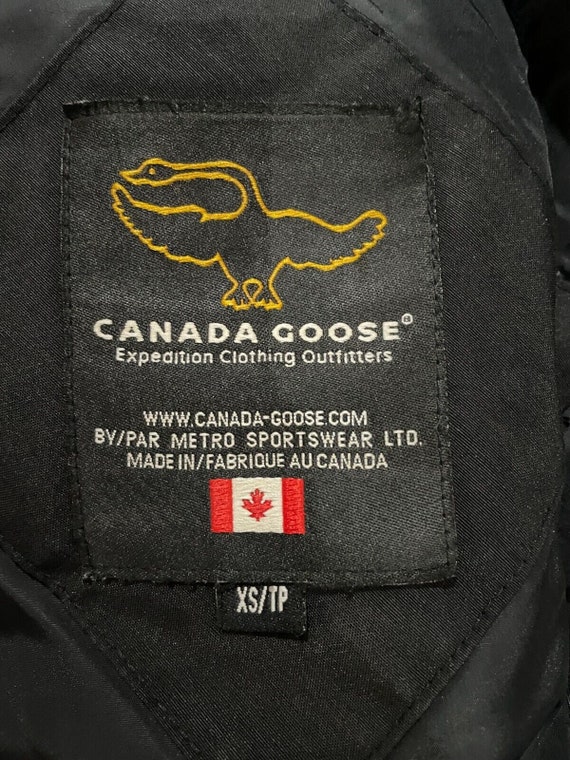 CANADA GOOSE®
Expedition Clothing Outfitters
WWW.CANADA-GOOSE.COM
BY/PAR METRO SPORTSWEAR LTD.
MADE IN/FABRIQUE AU CANADA
XS/TP